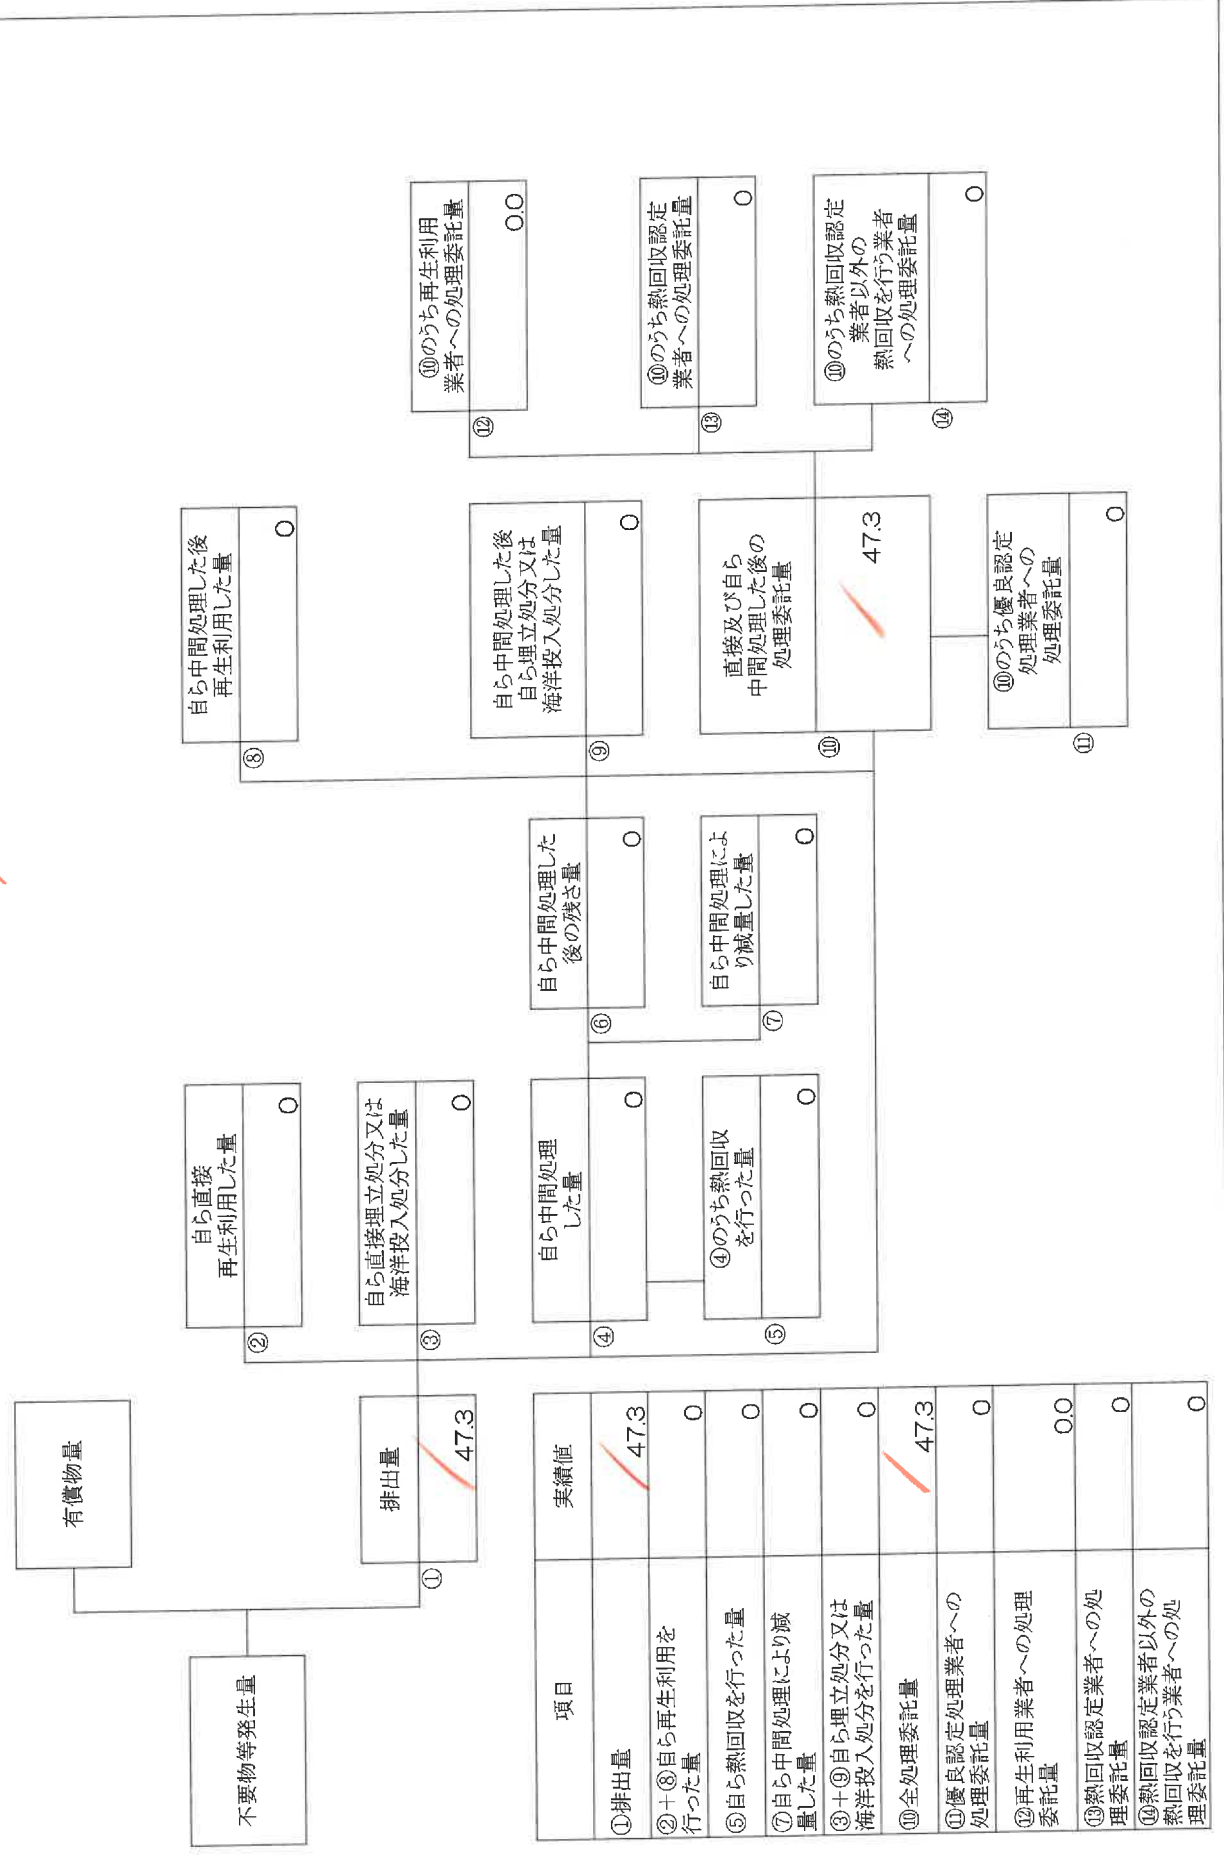 不要物等発生量
有償物量
排出量
①
47.3
自ら直接
再生利用した量
②
0
自ら直接埋立処分又は
海洋投入処分した量
③
0
自ら中間処理
した量
④
0
④のうち熱回収
を行った量
⑤
0
自ら中間処理した
後の残さ量
⑥
0
自ら中間処理によ
り減量した量
⑦
0
自ら中間処理した後
再生利用した量
⑧
0
自ら中間処理した後
自ら埋立処分又は
海洋投入処分した量
⑨
0
直接及び自ら
中間処理した後の
処理委託量
⑩
47.3
⑩のうち優良認定
処理業者への
処理委託量
⑪
0
⑩のうち再生利用
業者への処理委託量
⑫
0.0
⑩のうち熱回収認定
業者への処理委託量
⑬
0
⑩のうち熱回収認定
業者以外の
熱回収を行う業者
への処理委託量
⑭
0
項目 実績値
①排出量 47.3
②+⑧自ら再生利用を
行った量 0
⑤自ら熱回収を行った量 0
⑦自ら中間処理により減
量した量 0
③+⑨自ら埋立処分又は
海洋投入処分を行った量 0
⑩全処理委託量 47.3
⑪優良認定処理業者への
処理委託量 0
⑫再生利用業者への処理
委託量 0.0
⑬熱回収認定業者への処
理委託量 0
⑭熱回収認定業者以外の
熱回収を行う業者への処
理委託量 0